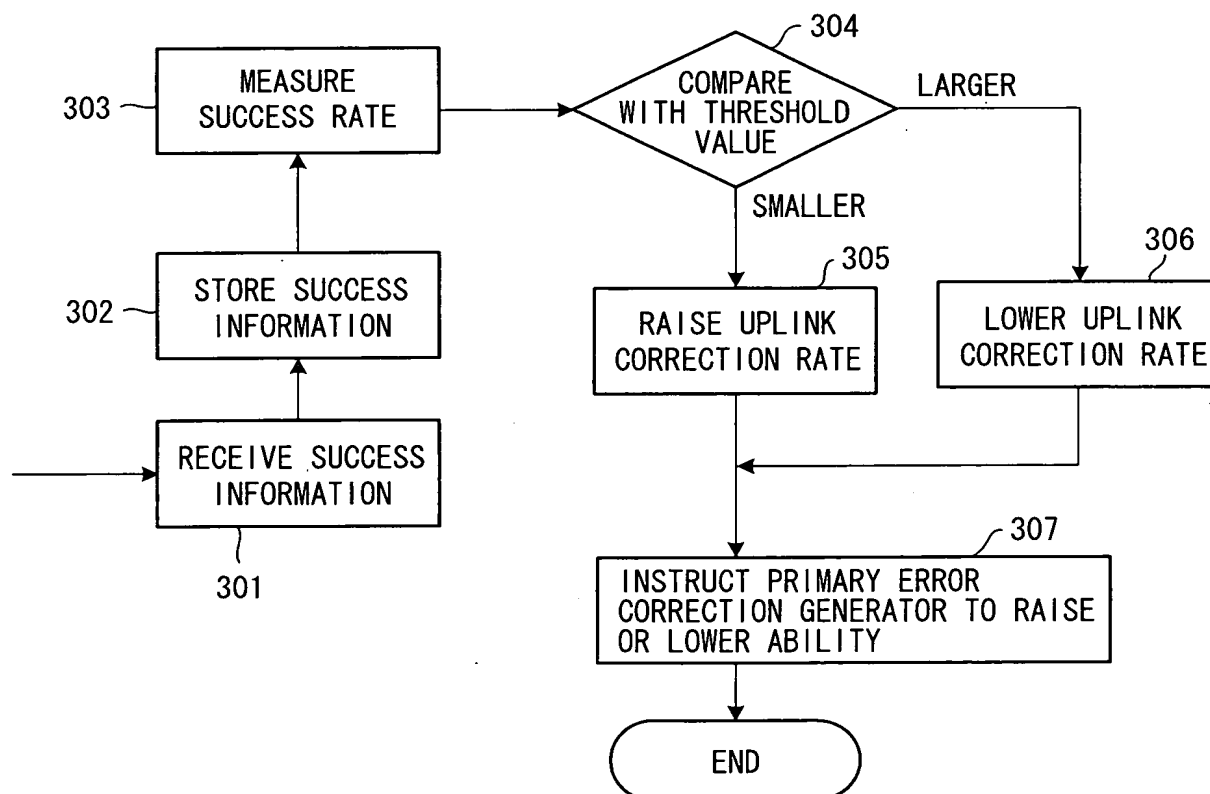 304
MEASURE
SUCCESS RATE
303
COMPARE
WITH THRESHOLD
VALUE
LARGER
SMALLER
STORE SUCCESS
INFORMATION
302
305
RAISE UPLINK
CORRECTION RATE
306
LOWER UPLINK
CORRECTION RATE
RECEIVE SUCCESS
INFORMATION
301
307
INSTRUCT PRIMARY ERROR
CORRECTION GENERATOR TO RAISE
OR LOWER ABILITY
END